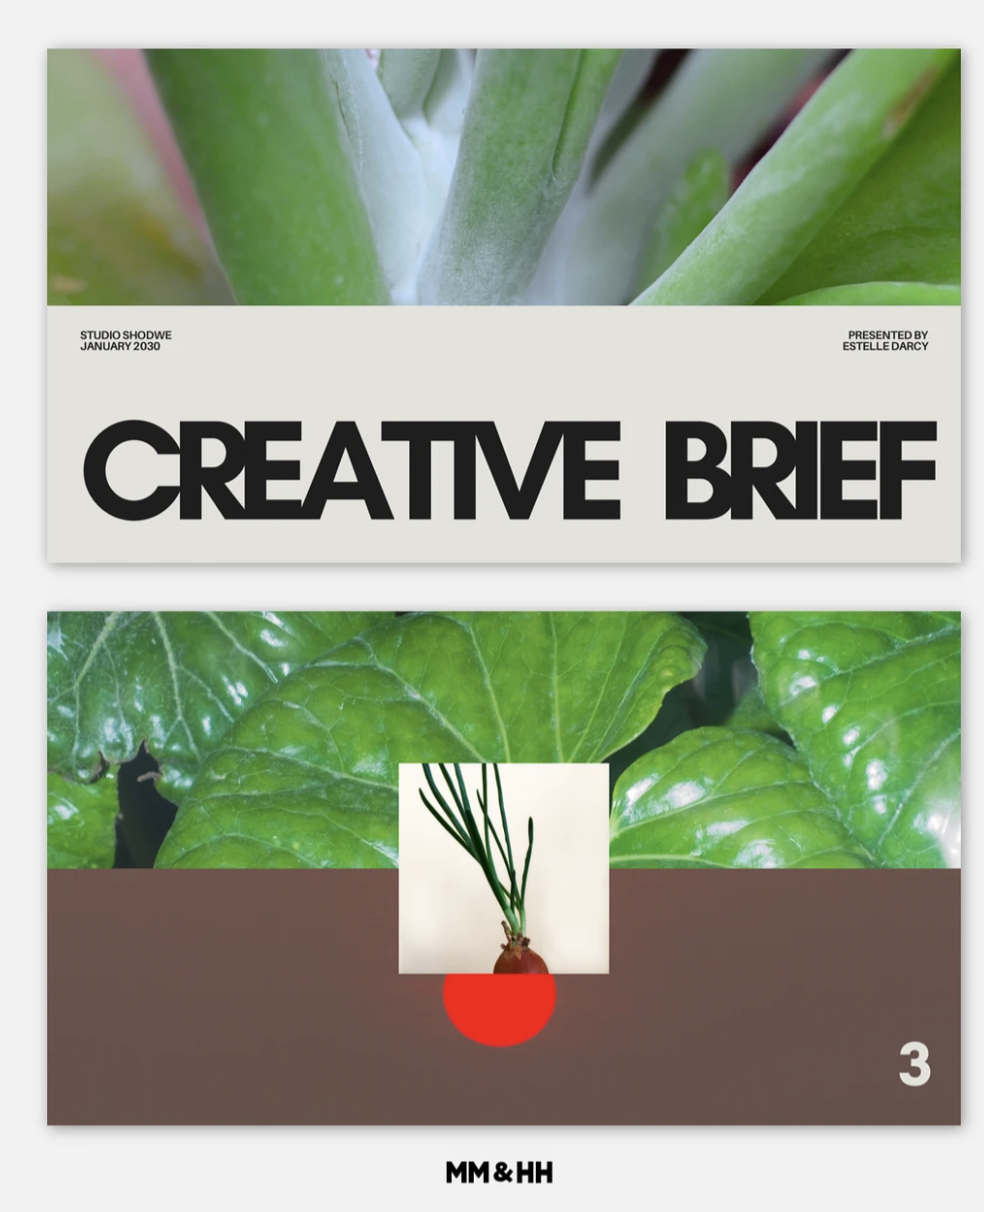 STUDIO SHODWE
JANUARY 2030
PRESENTED BY
ESTELLE DARCY
CREATIVE BRIEF
3
MM & HH